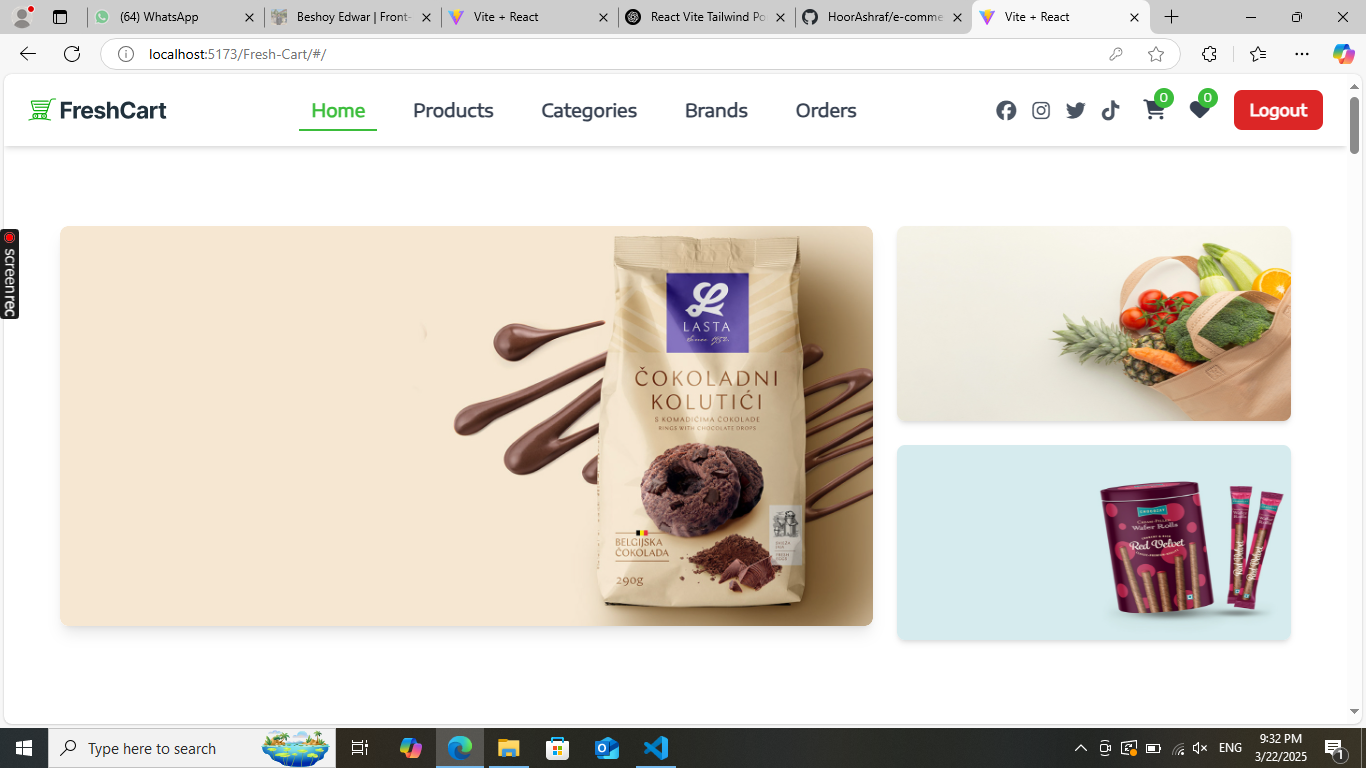 (64) WhatsApp
Beshoy Edwar | Front-
Vite + React
React Vite Tailwind Po
HoorAshraf/e-comme
Vite + React
localhost:5173/Fresh-Cart/#/
FreshCart
Home
Products
Categories
Brands
Orders
0
0
Logout
screenrec
LASTA
ČOKOLADNI
KOLUTIĆI
S KOMADIĆIMA ČOKOLADE
RINGS WITH CHOCOLATE DROPS
BELGIJSKA
ČOKOLADA
290g
Wafer Rolls
Red Velvet
Red Velvet
Red Velvet
Type here to search
ENG
9:32 PM
3/22/2025
1